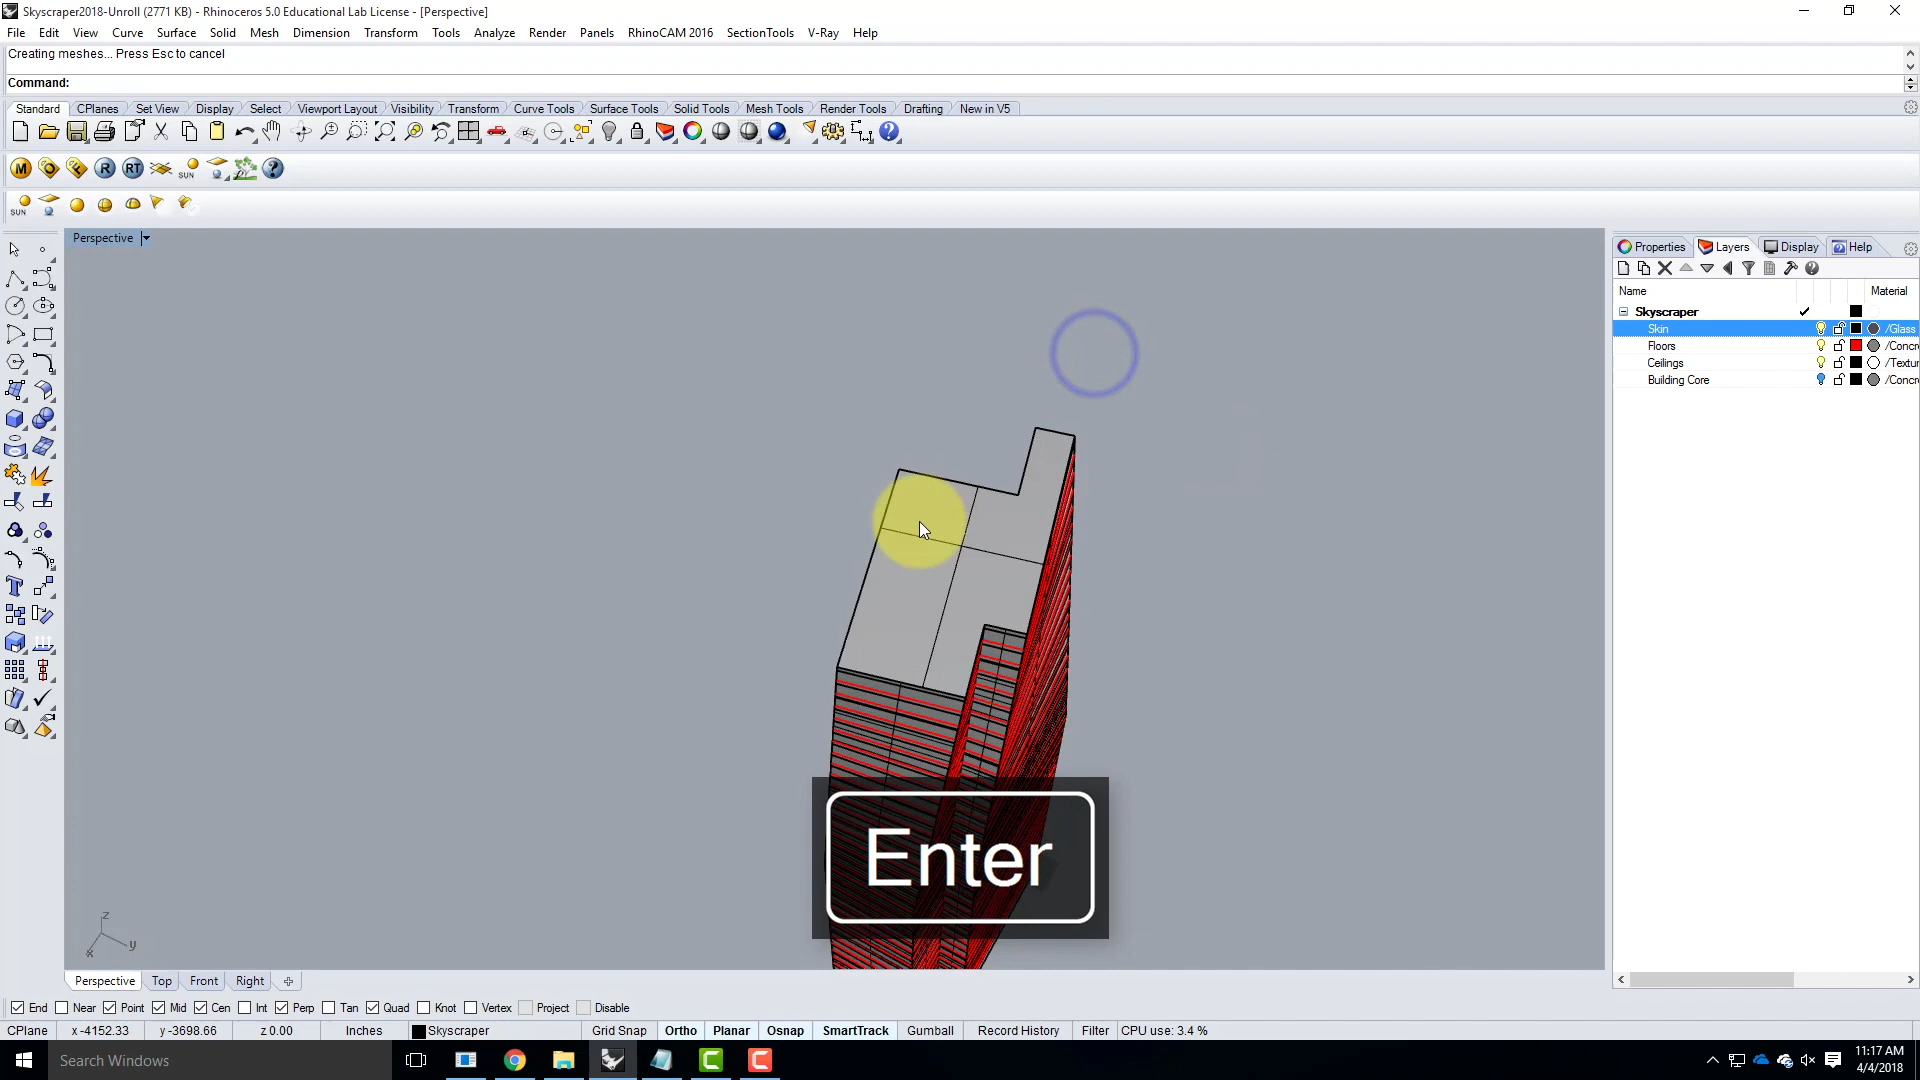 Skyscraper2018-Unroll (2771 KB) - Rhinoceros 5.0 Educational Lab License - [Perspective]
File Edit View Curve Surface Solid Mesh Dimension Transform Tools Analyze Render Panels RhinoCAM 2016 SectionTools V-Ray Help
Creating meshes... Press Esc to cancel
Command:
Standard CPlanes Set View Display Select Viewport Layout Visibility Transform Curve Tools Surface Tools Solid Tools Mesh Tools Render Tools Drafting New in V5
M O F R RT SUN ?
SUN
Perspective
Properties Layers Display Help
Name Material
Skyscraper
Skin /Glass
Floors /Concr
Ceilings /Textur
Building Core /Concr
Enter
z
y
x
Perspective Top Front Right
End Near Point Mid Cen Int Perp Tan Quad Knot Vertex Project Disable
CPlane x -4152.33 y -3698.66 z 0.00 Inches Skyscraper Grid Snap Ortho Planar Osnap SmartTrack Gumball Record History Filter CPU use: 3.4 %
Search Windows
11:17 AM
4/4/2018